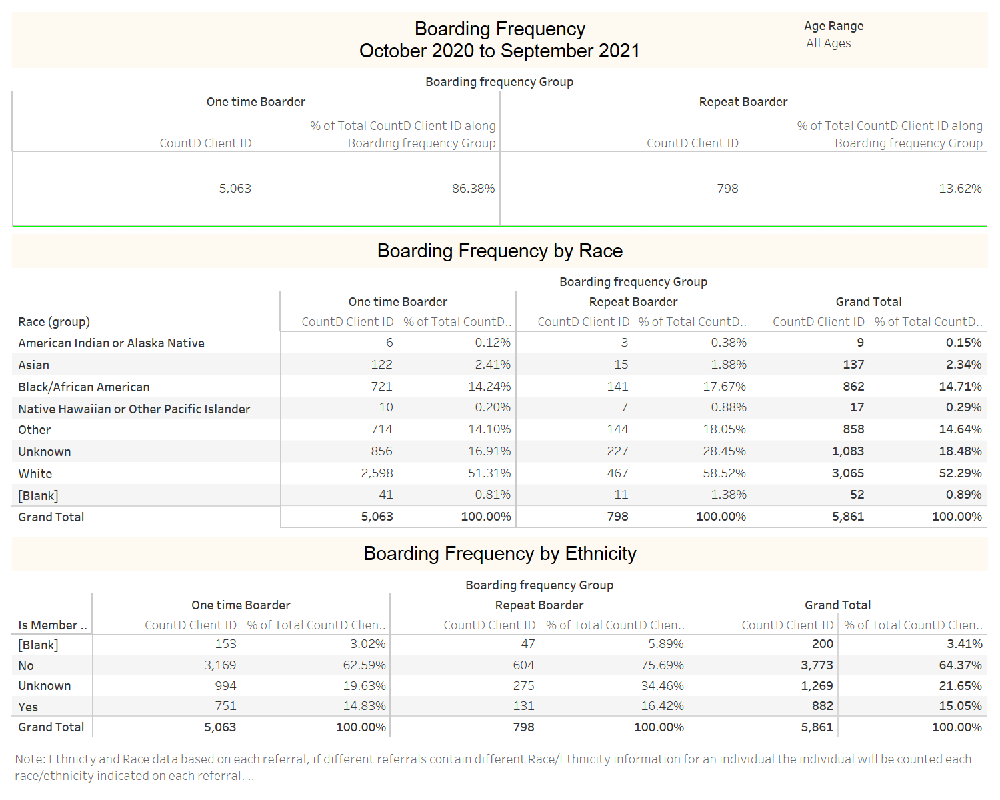 Boarding Frequency
October 2020 to September 2021
Age Range
All Ages
Boarding frequency Group
One time Boarder Repeat Boarder
% of Total CountD Client ID along % of Total CountD Client ID along
CountD Client ID Boarding frequency Group CountD Client ID Boarding frequency Group
5,063 86.38% 798 13.62%
Boarding Frequency by Race
Boarding frequency Group
One time Boarder Repeat Boarder Grand Total
Race (group) CountD Client ID % of Total CountD.. CountD Client ID % of Total CountD.. CountD Client ID % of Total CountD..
American Indian or Alaska Native 6 0.12% 3 0.38% 9 0.15%
Asian 122 2.41% 15 1.88% 137 2.34%
Black/African American 721 14.24% 141 17.67% 862 14.71%
Native Hawaiian or Other Pacific Islander 10 0.20% 7 0.88% 17 0.29%
Other 714 14.10% 144 18.05% 858 14.64%
Unknown 856 16.91% 227 28.45% 1,083 18.48%
White 2,598 51.31% 467 58.52% 3,065 52.29%
[Blank] 41 0.81% 11 1.38% 52 0.89%
Grand Total 5,063 100.00% 798 100.00% 5,861 100.00%
Boarding Frequency by Ethnicity
Boarding frequency Group
One time Boarder Repeat Boarder Grand Total
Is Member .. CountD Client ID % of Total CountD Clien.. CountD Client ID % of Total CountD Clien.. CountD Client ID % of Total CountD Clien..
[Blank] 153 3.02% 47 5.89% 200 3.41%
No 3,169 62.59% 604 75.69% 3,773 64.37%
Unknown 994 19.63% 275 34.46% 1,269 21.65%
Yes 751 14.83% 131 16.42% 882 15.05%
Grand Total 5,063 100.00% 798 100.00% 5,861 100.00%
Note: Ethnicty and Race data based on each referral, if different referrals contain different Race/Ethnicity information for an individual the individual will be counted each
race/ethnicity indicated on each referral. ..